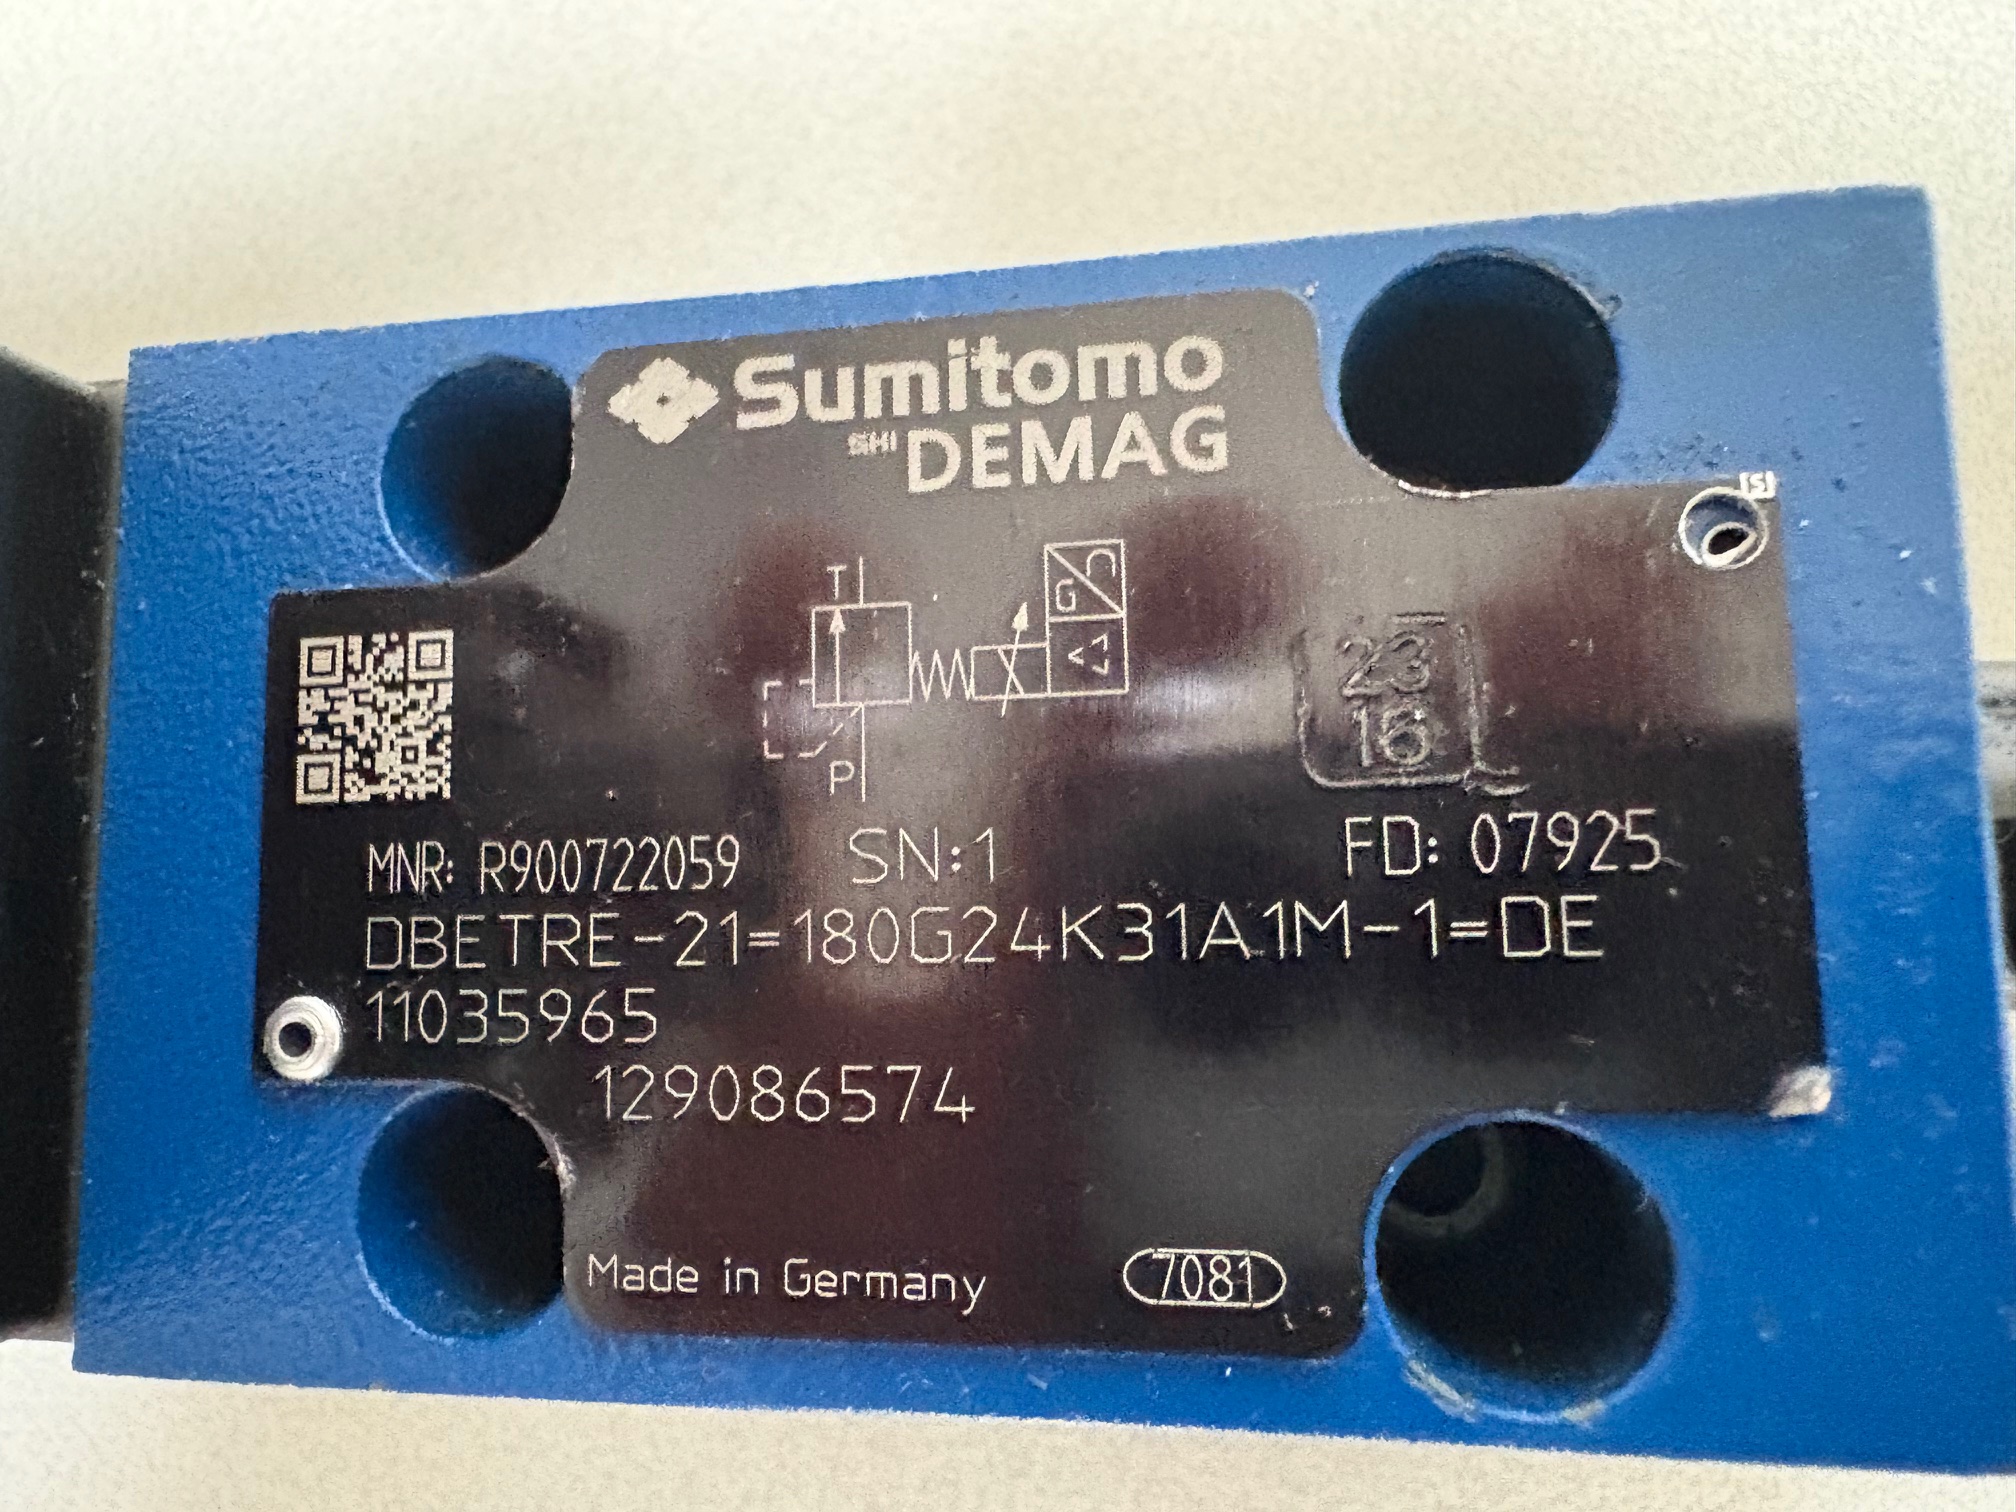 Sumitomo
SHI DEMAG
[S]
T
G
P
23
16
MNR: R900722059 SN:1 FD: 07925
DBETRE-21=180G24K31A1M-1=DE
11035965
129086574
Made in Germany 7081